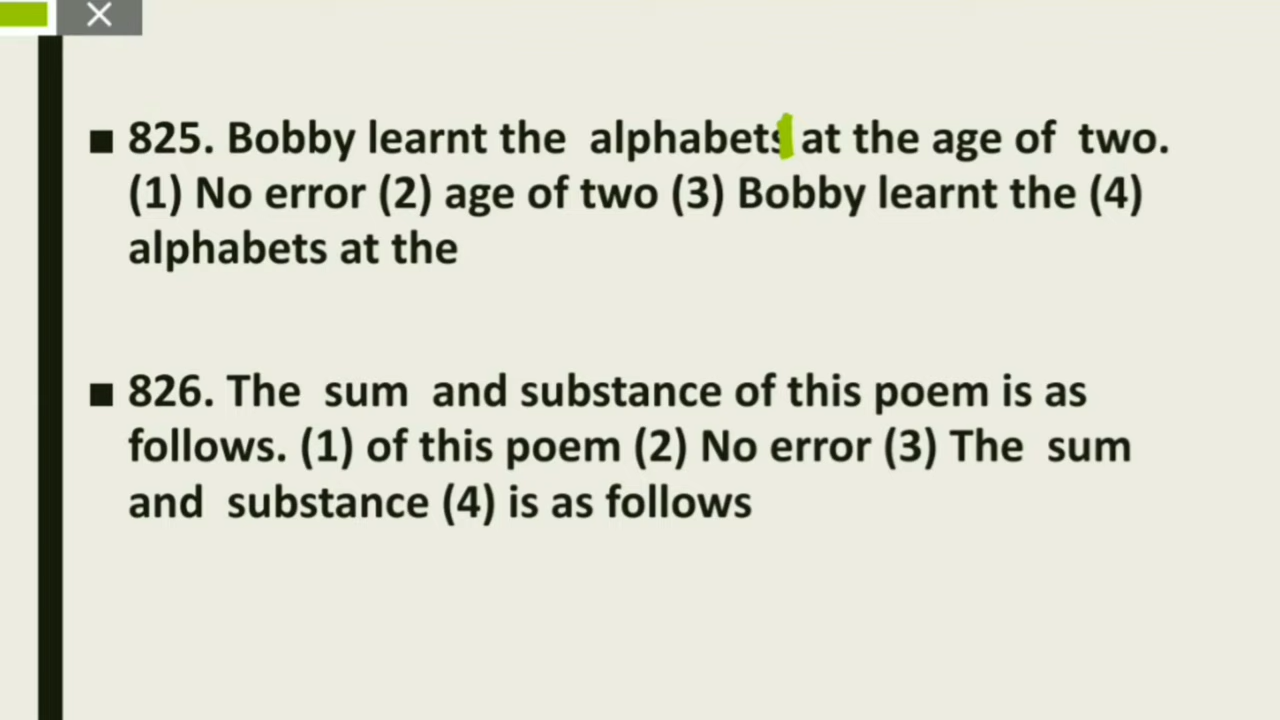 825. Bobby learnt the alphabets at the age of two.
(1) No error (2) age of two (3) Bobby learnt the (4)
alphabets at the
826. The sum and substance of this poem is as
follows. (1) of this poem (2) No error (3) The sum
and substance (4) is as follows